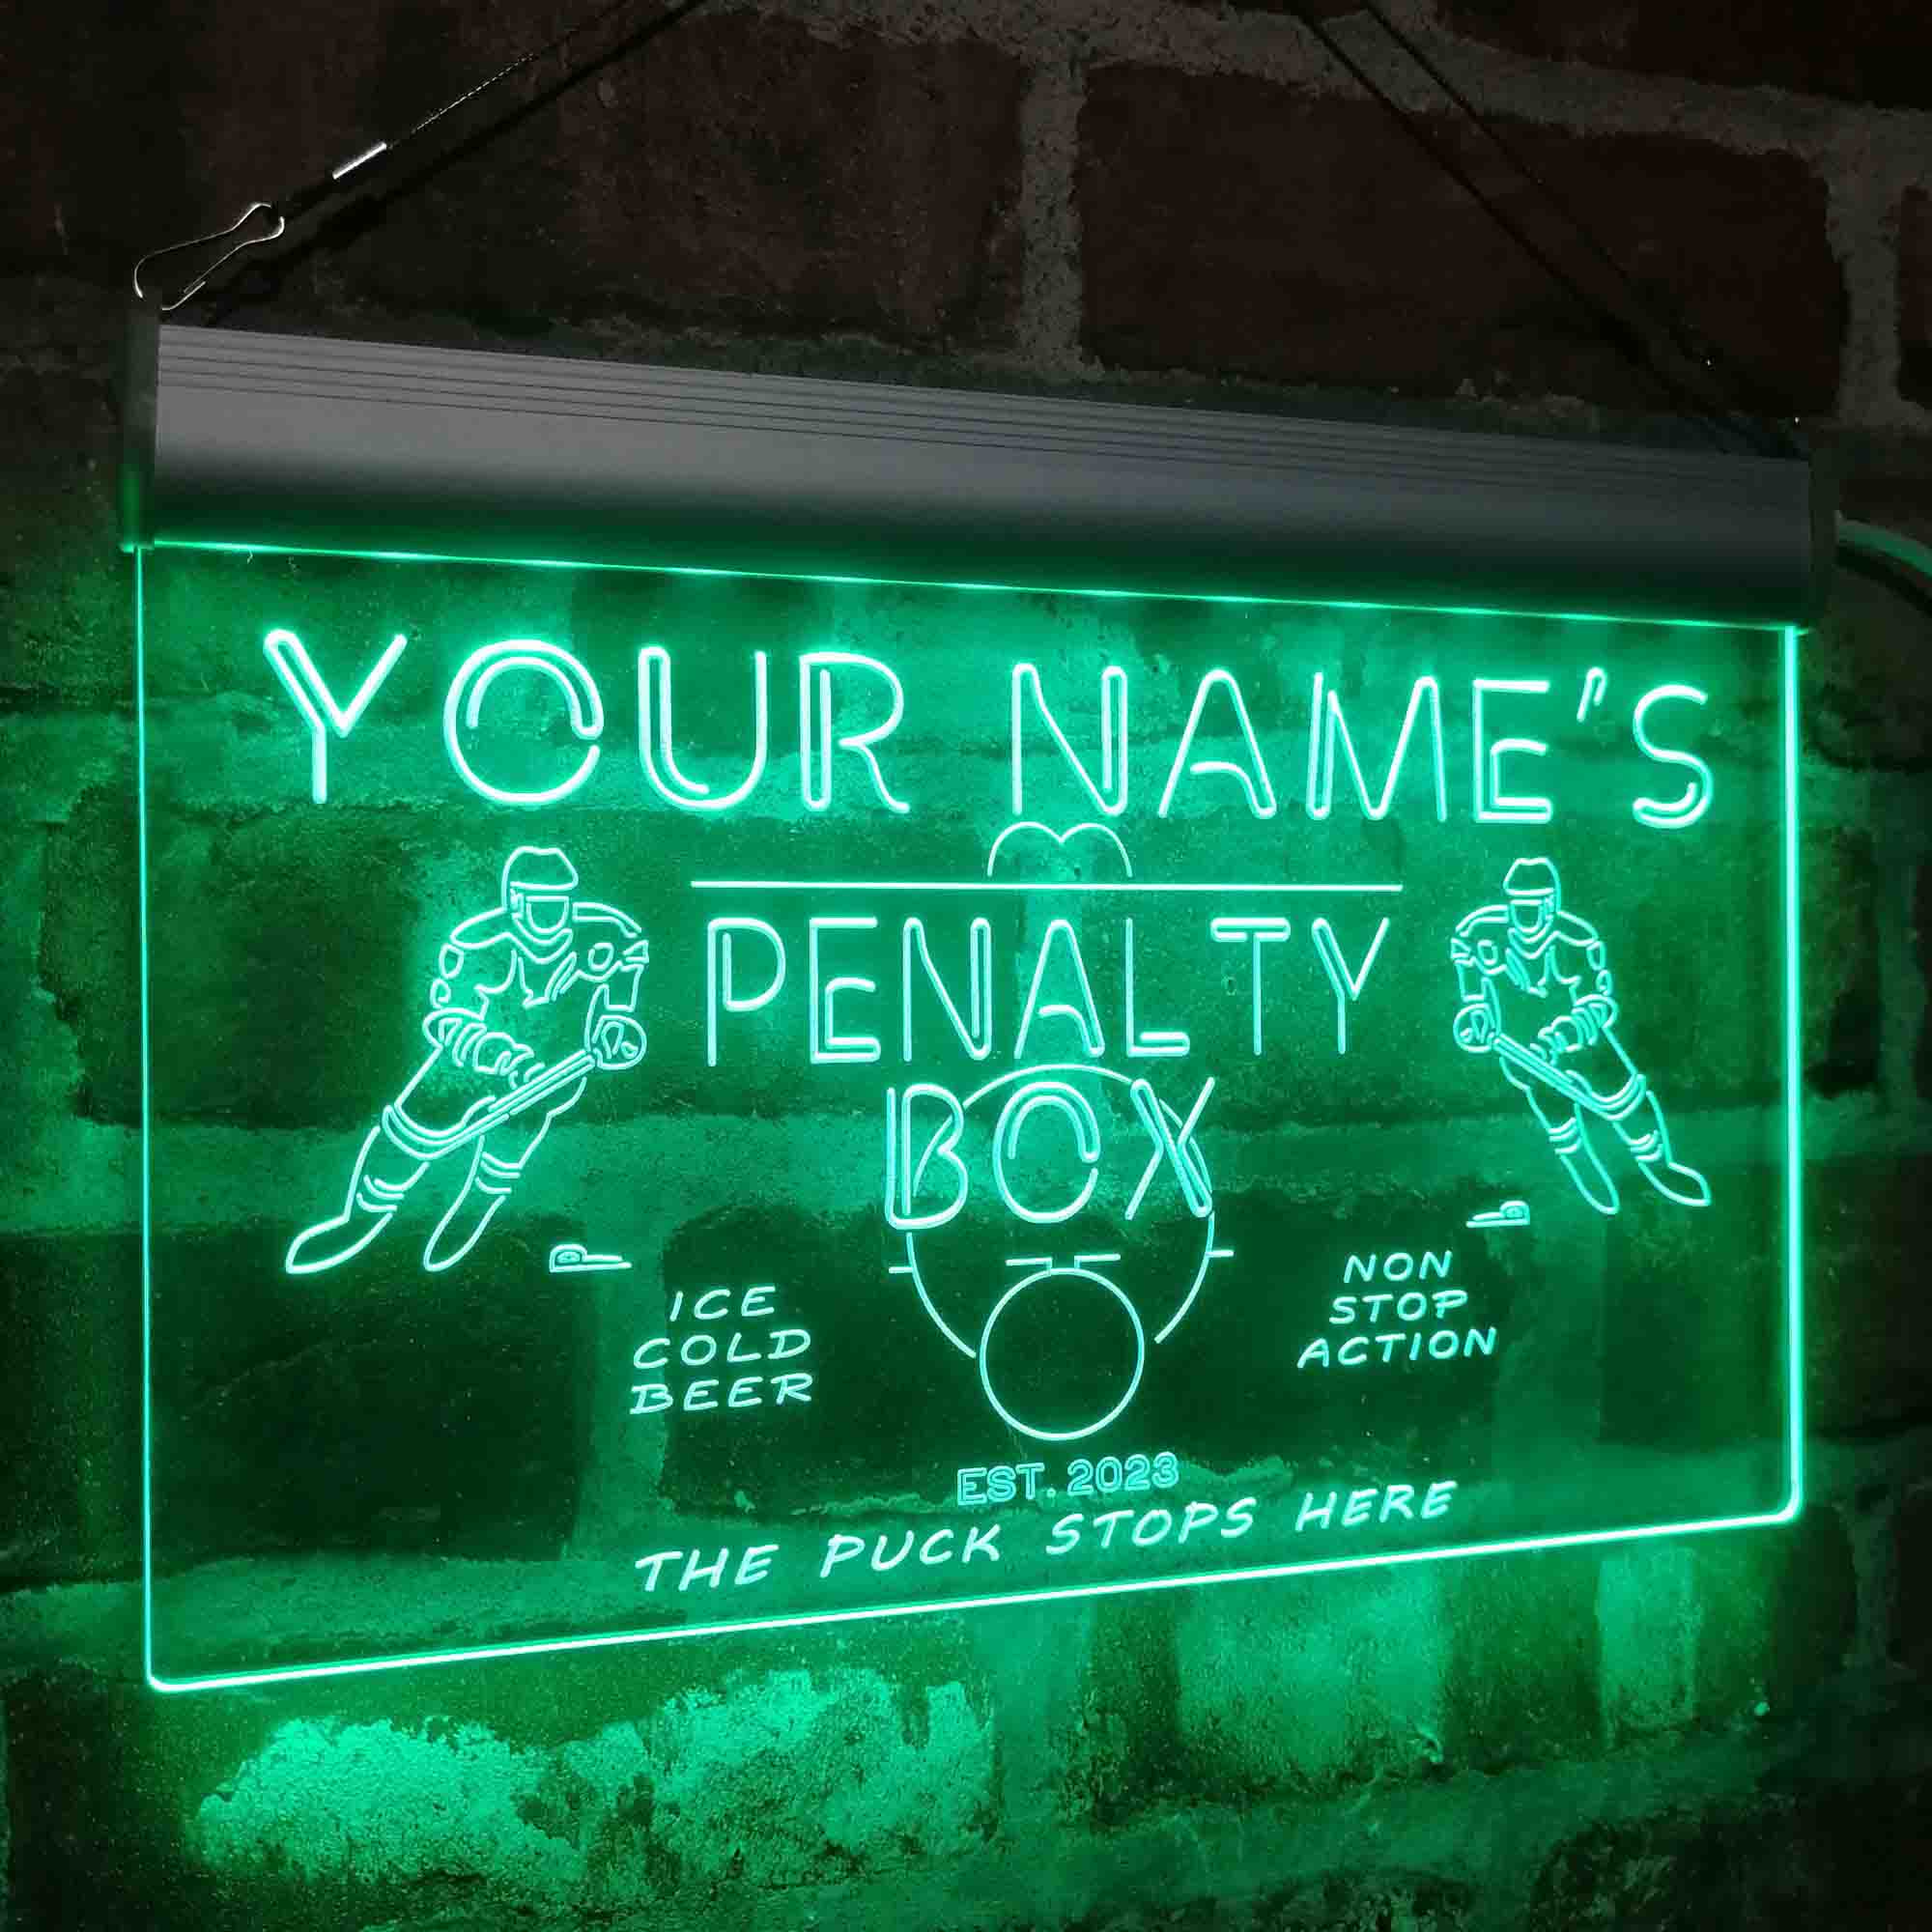 YOUR NAME'S
PENALTY
BOX
ICE
COLD
BEER
NON
STOP
ACTION
EST. 2023
THE PUCK STOPS HERE